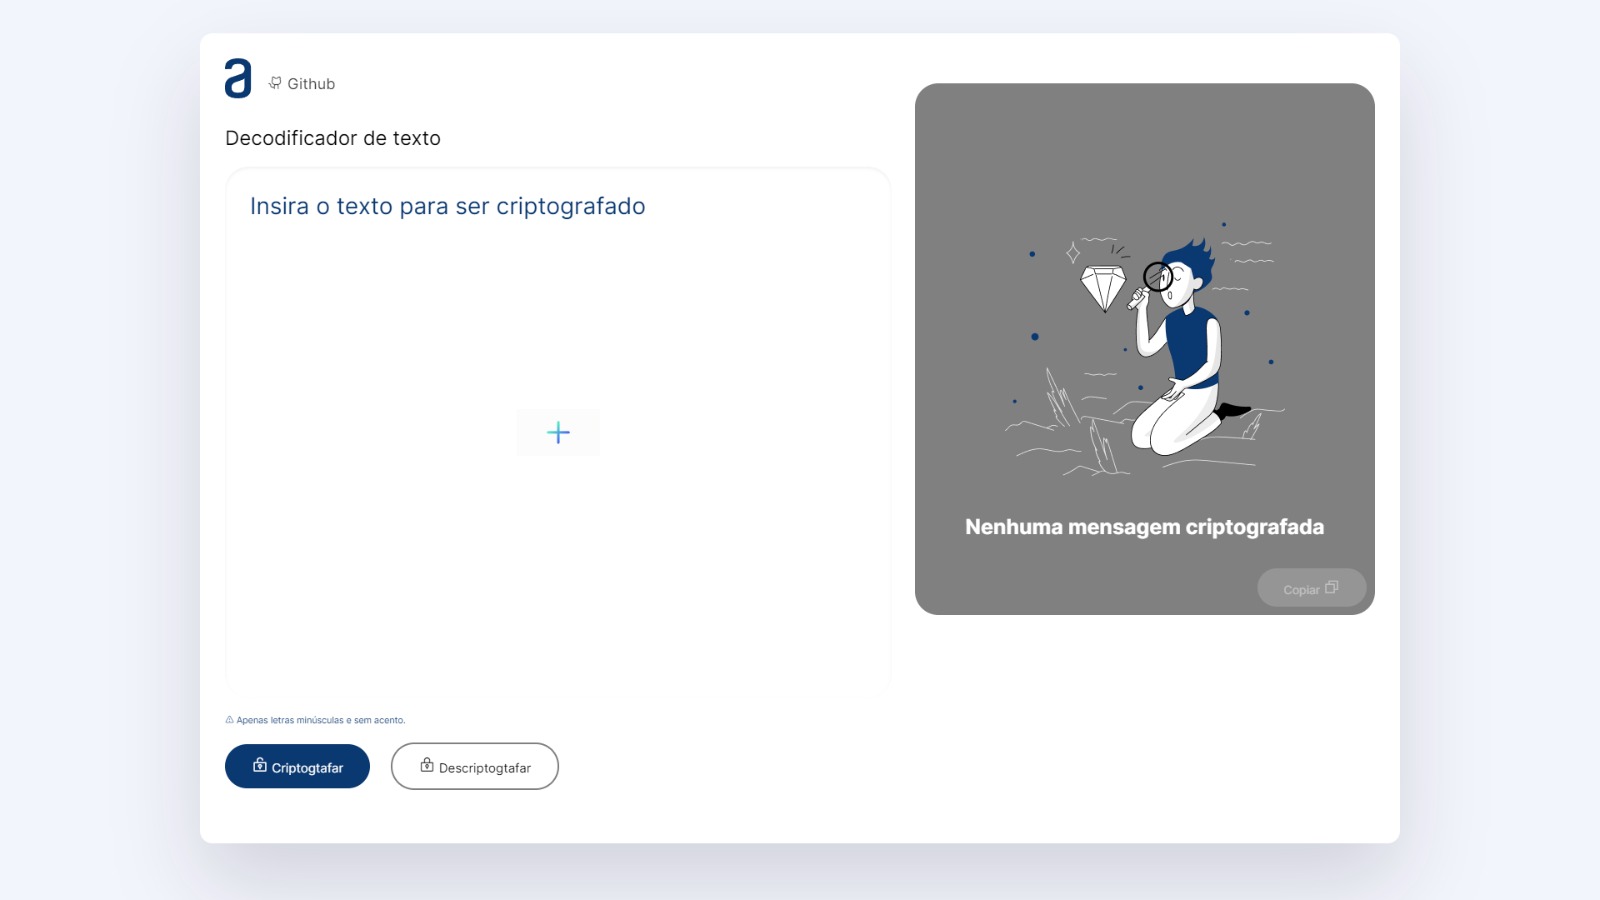 a
Github
Decodificador de texto
Insira o texto para ser criptografado
Nenhuma mensagem criptografada
Copiar
Apenas letras minúsculas e sem acento.
Criptogtafar
Descriptogtafar